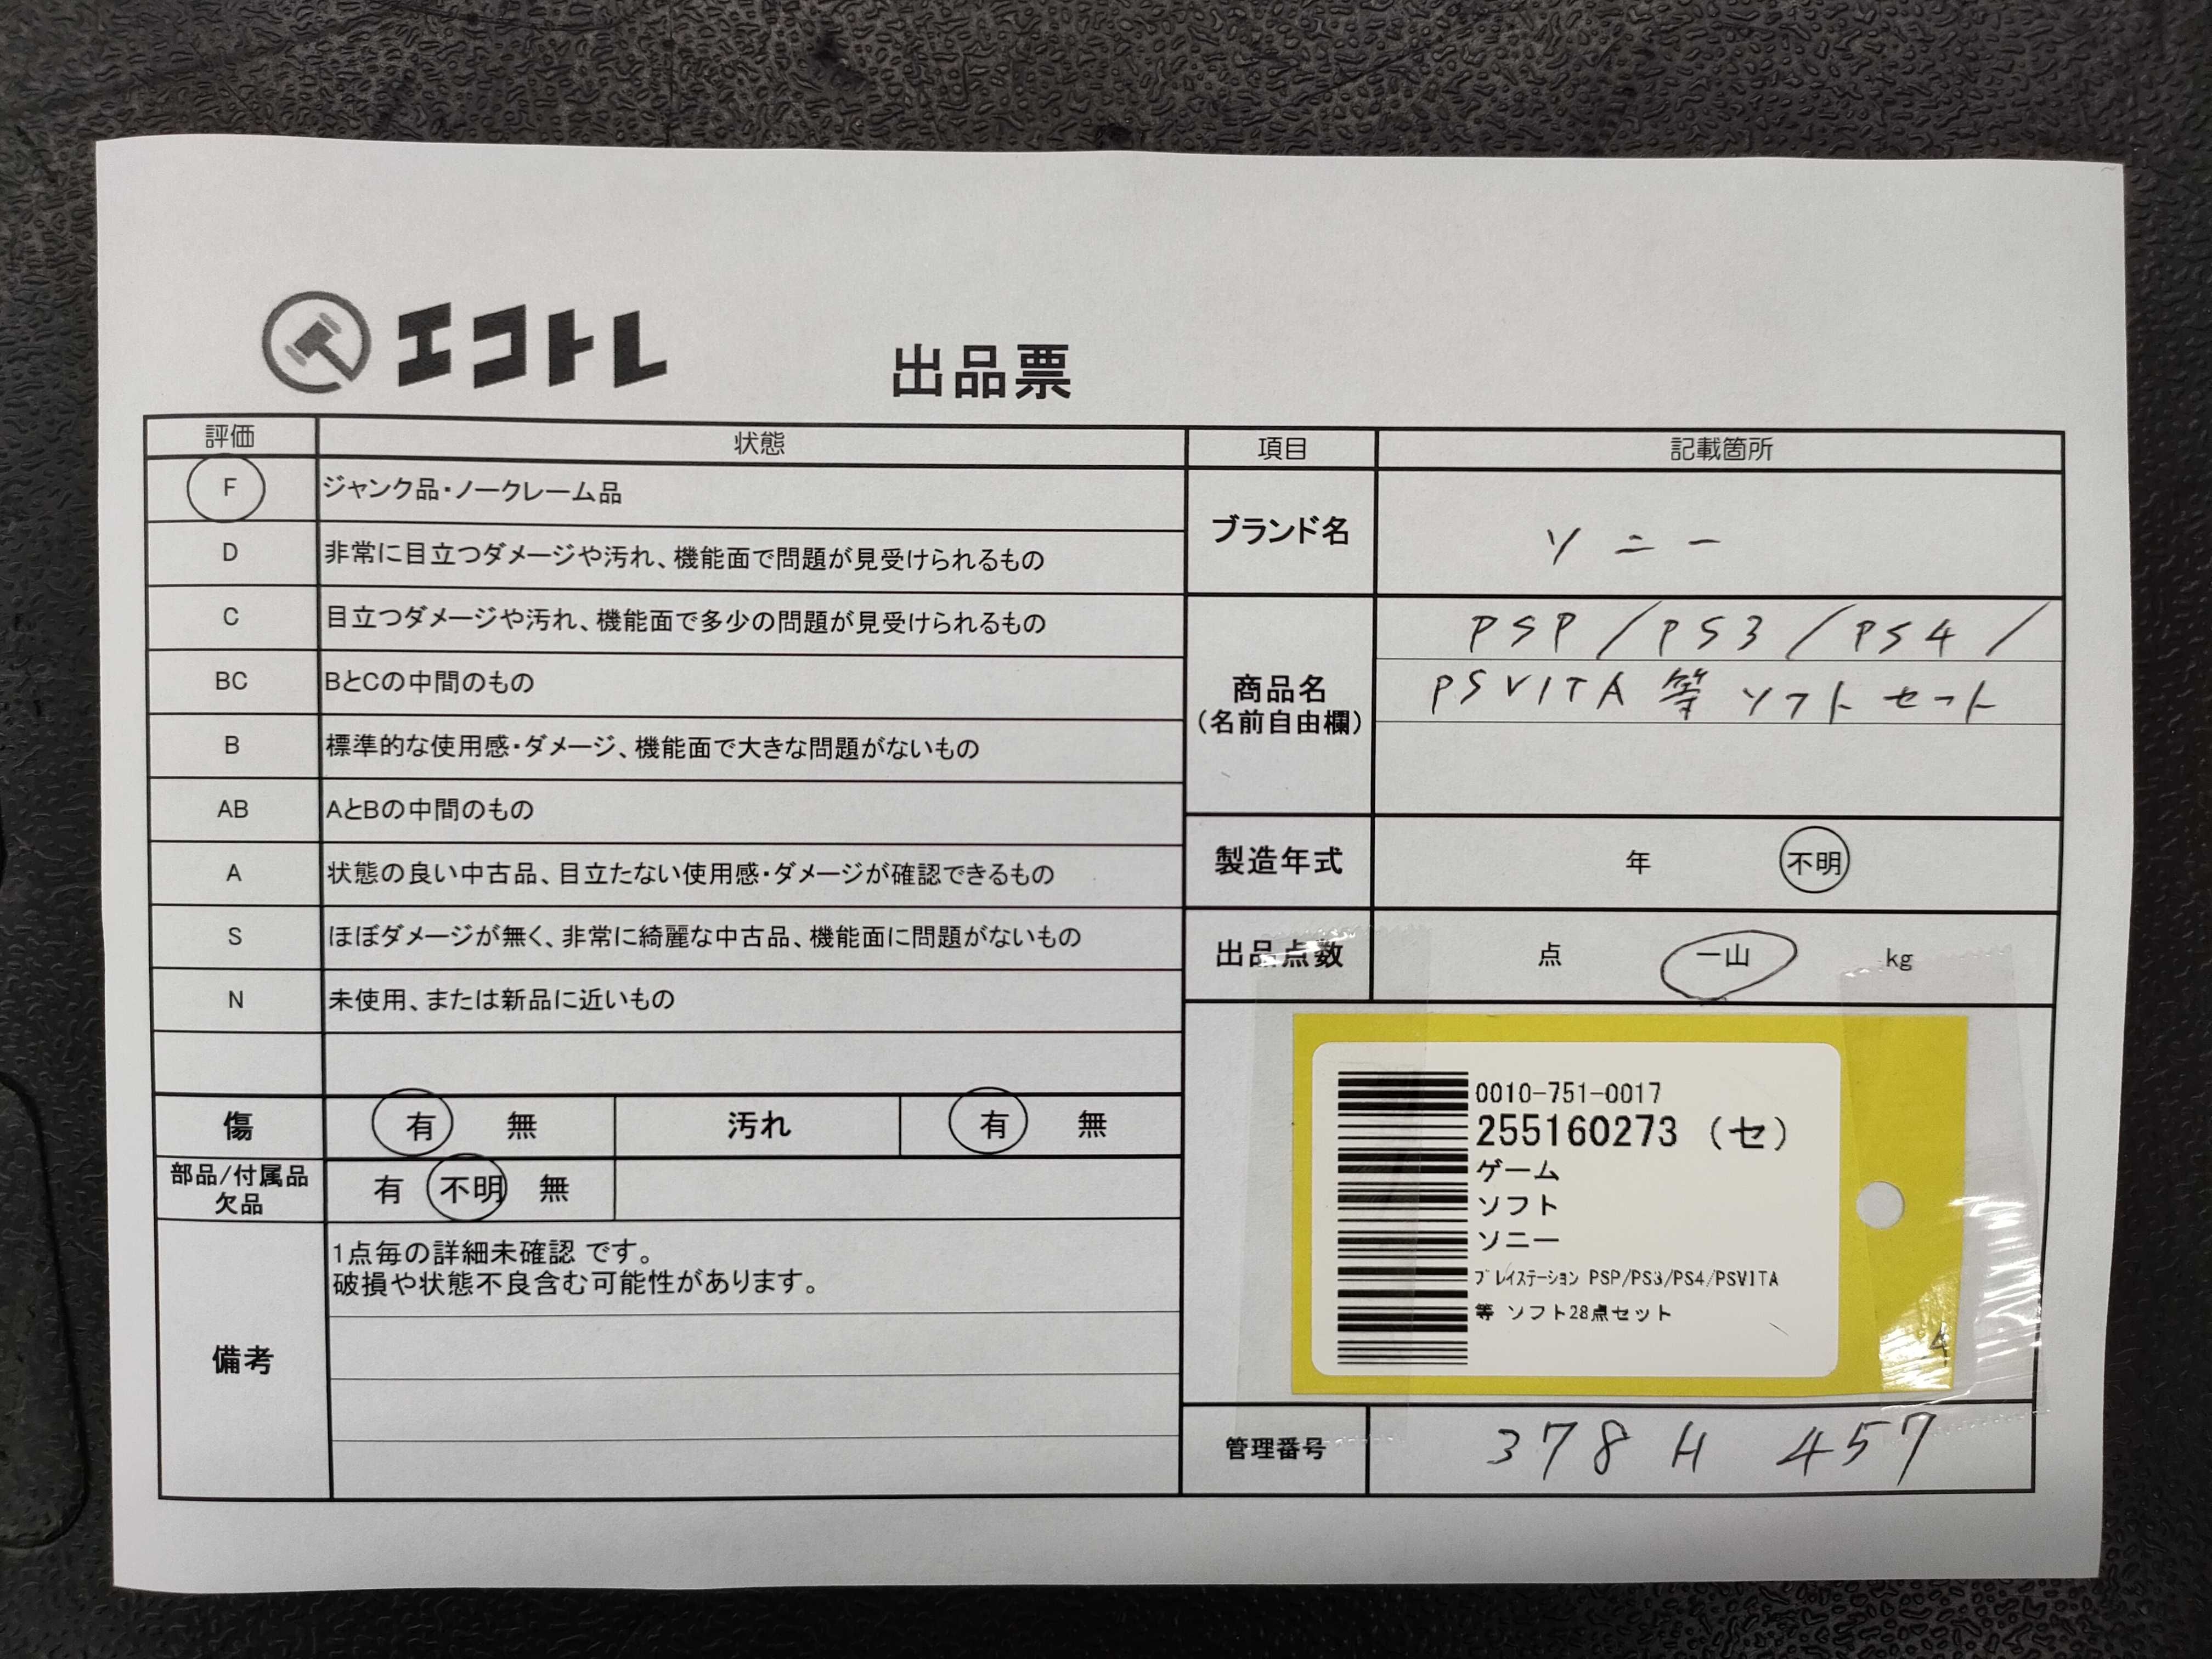 エコトレ
出品票
評価 状態
F ジャンク品・ノークレーム品
D 非常に目立つダメージや汚れ、機能面で問題が見受けられるもの
C 目立つダメージや汚れ、機能面で多少の問題が見受けられるもの
BC BとCの中間のもの
B 標準的な使用感・ダメージ、機能面で大きな問題がないもの
AB AとBの中間のもの
A 状態の良い中古品、目立たない使用感・ダメージが確認できるもの
S ほぼダメージが無く、非常に綺麗な中古品、機能面に問題がないもの
N 未使用、または新品に近いもの
傷 有 無 汚れ 有 無
部品/付属品
欠品
有 不明 無
備考
1点毎の詳細未確認 です。
破損や状態不良含む可能性があります。
項目 記載箇所
ブランド名 ソニー
商品名
(名前自由欄)
PSP/PS3/PS4/
PSVITA等 ソフトセット
製造年式 年 不明
出品点数 点 一山 kg
0010-751-0017
255160273 (セ)
ゲーム
ソフト
ソニー
プレイステーション PSP/PS3/PS4/PSVITA
等 ソフト28点セット
4
管理番号 378 H 457